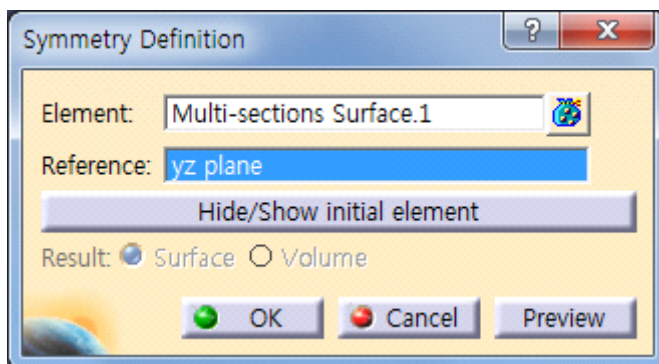 Symmetry Definition
?
X
Element: Multi-sections Surface.1
Reference: yz plane
Hide/Show initial element
Result: Surface Volume
OK Cancel Preview